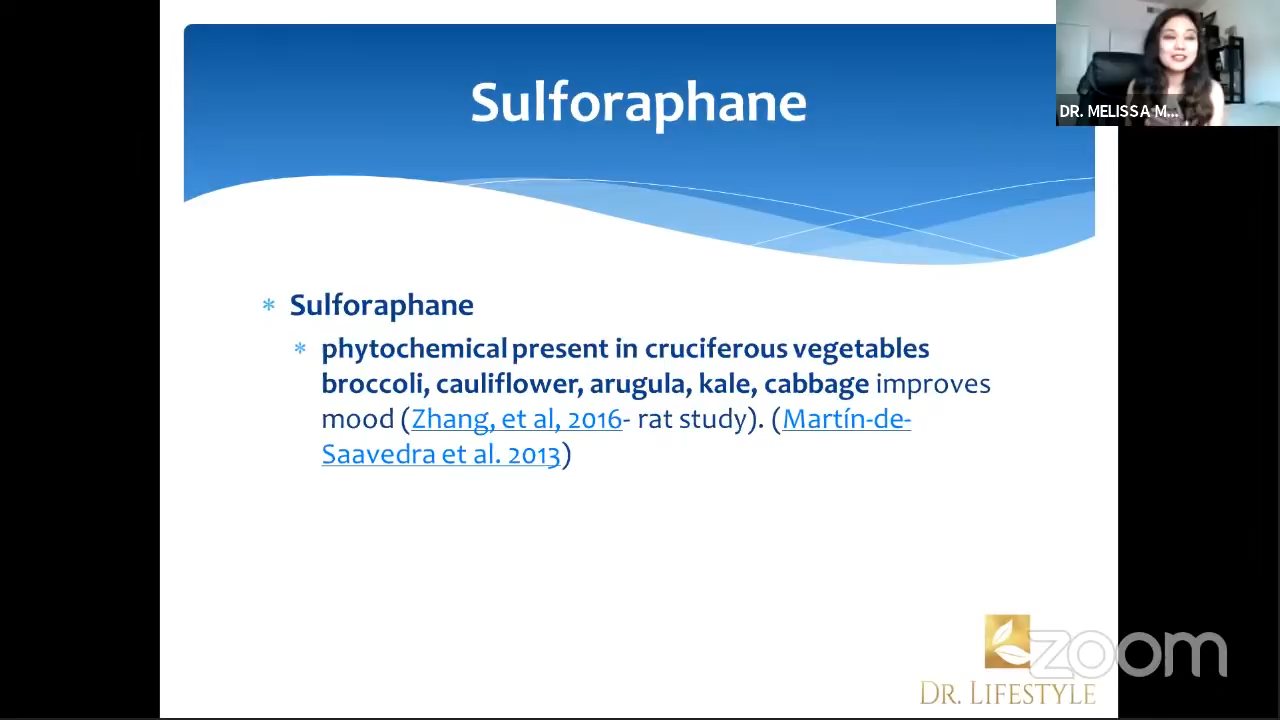 Sulforaphane
DR. MELISSA M...
* Sulforaphane
* phytochemical present in cruciferous vegetables
broccoli, cauliflower, arugula, kale, cabbage improves
mood (Zhang, et al, 2016- rat study). (Martín-de-
Saavedra et al. 2013)
zoom
DR. LIFESTYLE